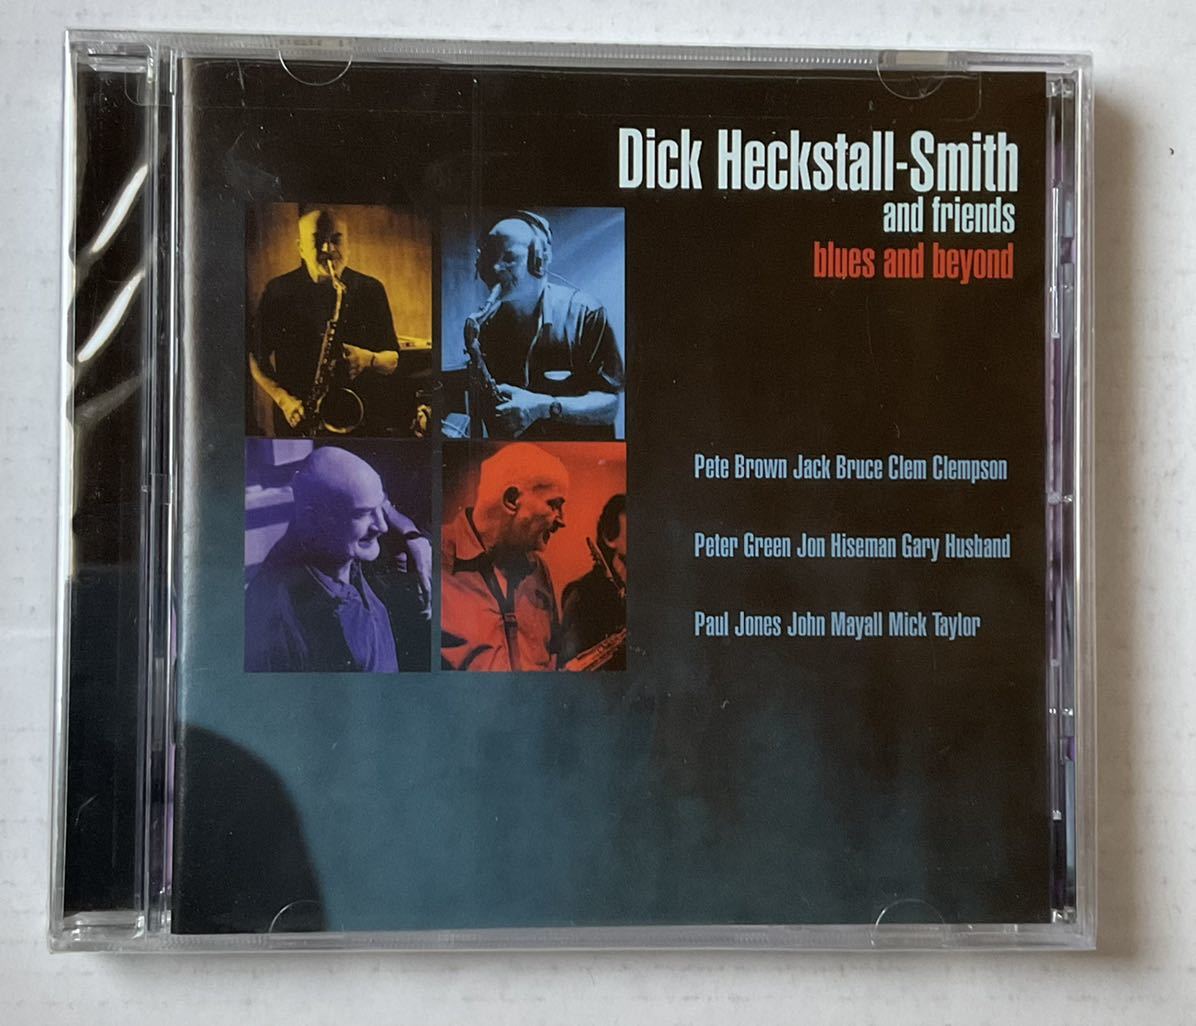 Dick Heckstall-Smith
and friends
blues and beyond
Pete Brown Jack Bruce Clem Clempson
Peter Green Jon Hiseman Gary Husband
Paul Jones John Mayall Mick Taylor